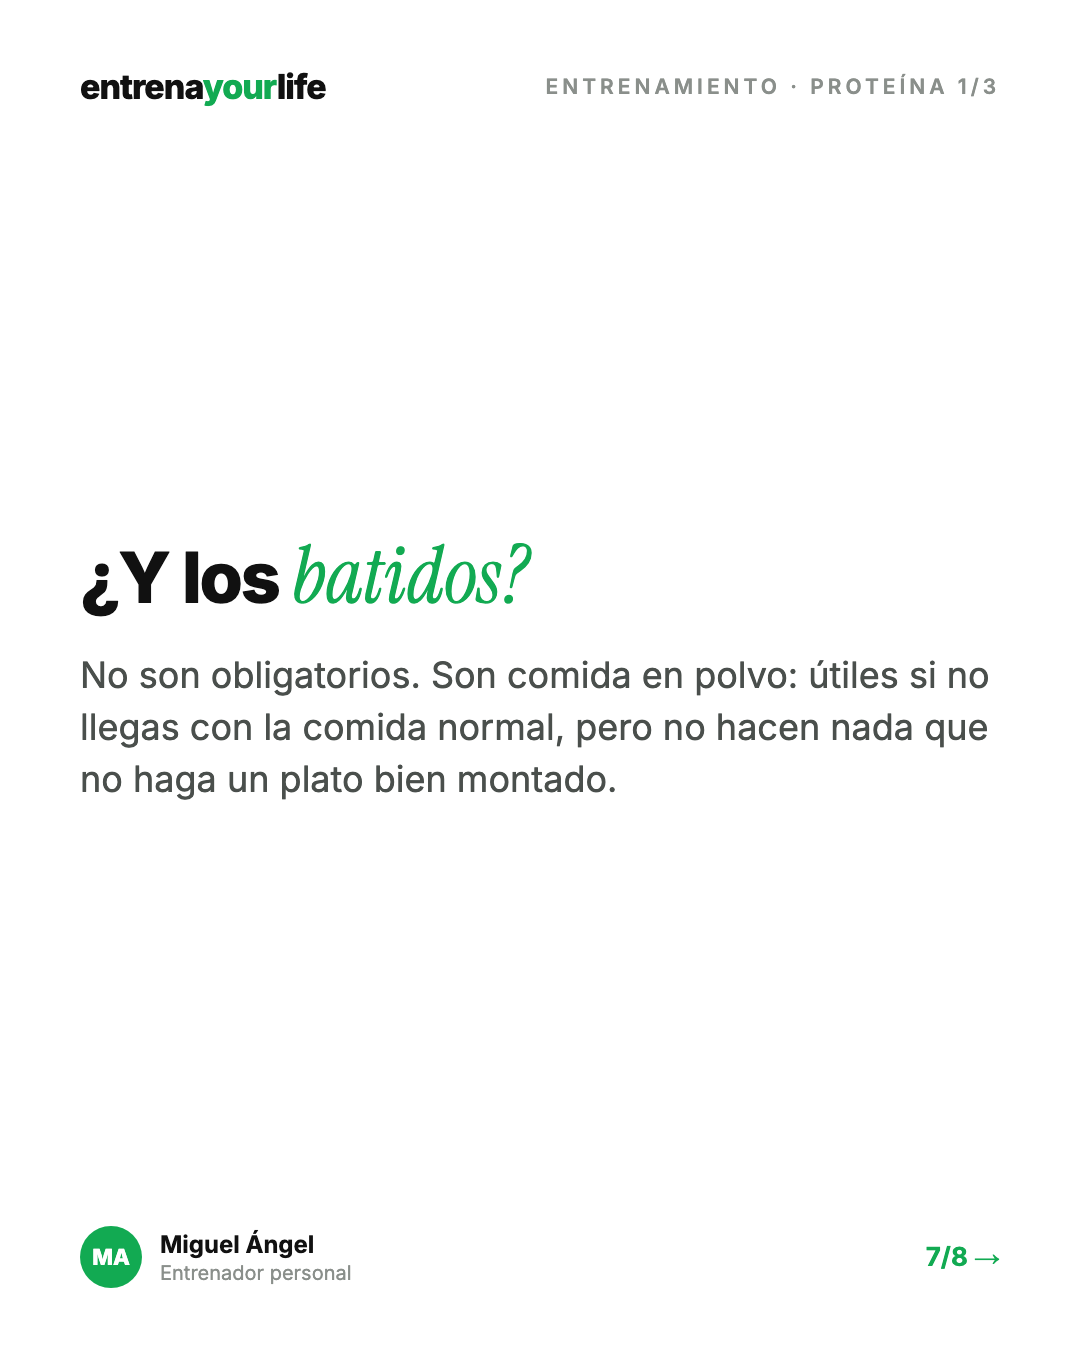 entrenayourlife
ENTRENAMIENTO · PROTEÍNA 1/3
¿Y los batidos?
No son obligatorios. Son comida en polvo: útiles si no
llegas con la comida normal, pero no hacen nada que
no haga un plato bien montado.
MA
Miguel Ángel
Entrenador personal
7/8 →